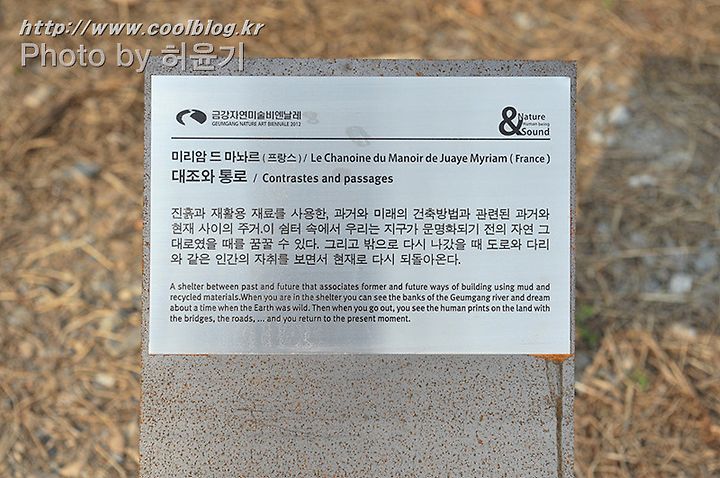 http://www.coolblog.kr
Photo by 허윤기
금강자연미술비엔날레
GEUMGANG NATURE ART BIENNALE 2012
& Nature
Human being
Sound
미리암 드 마놔르 ( 프랑스 ) / Le Chanoine du Manoir de Juaye Myriam ( France )
대조와 통로 / Contrastes and passages
진흙과 재활용 재료를 사용한, 과거와 미래의 건축방법과 관련된 과거와
현재 사이의 주거.이 쉼터 속에서 우리는 지구가 문명화되기 전의 자연 그
대로였을 때를 꿈꿀 수 있다. 그리고 밖으로 다시 나갔을 때 도로와 다리
와 같은 인간의 자취를 보면서 현재로 다시 되돌아온다.
A shelter between past and future that associates former and future ways of building using mud and
recycled materials.When you are in the shelter you can see the banks of the Geumgang river and dream
about a time when the Earth was wild. Then when you go out, you see the human prints on the land with
the bridges, the roads, ... and you return to the present moment.